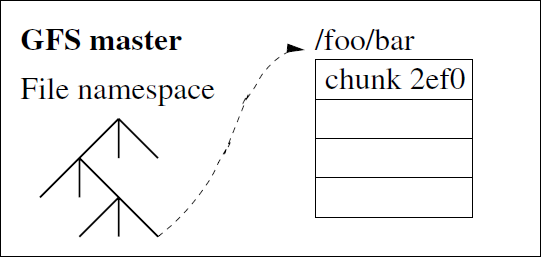 GFS master
File namespace
/foo/bar
chunk 2ef0